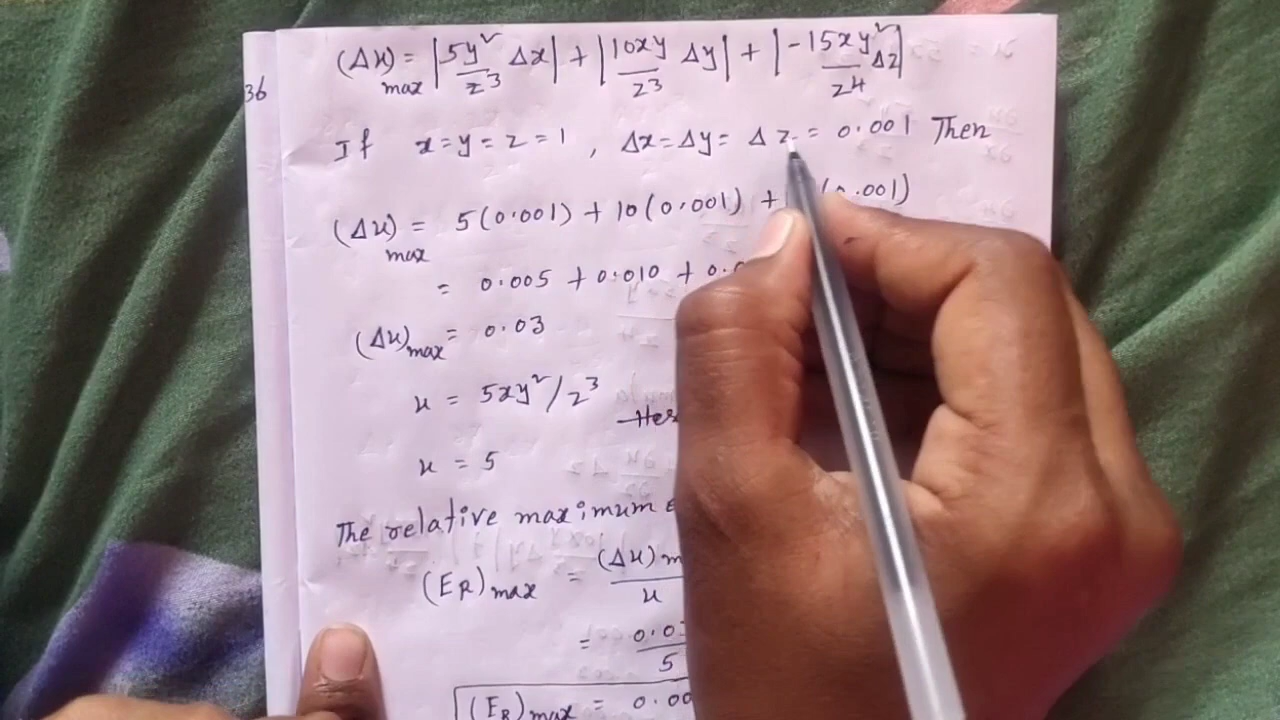 36
(Δu)max = |5y²/z³ Δx| + |10xy/z³ Δy| + |-15xy²/z⁴ Δz|
If x = y = z = 1 , Δx = Δy = Δz = 0.001 Then
(Δu)max = 5(0.001) + 10(0.001) + (0.001)
= 0.005 + 0.010 +
(Δu)max = 0.03
u = 5xy²/z³
u = 5
The relative maximum
(ER)max = (Δu)m / u
= / 5
(ER)max =